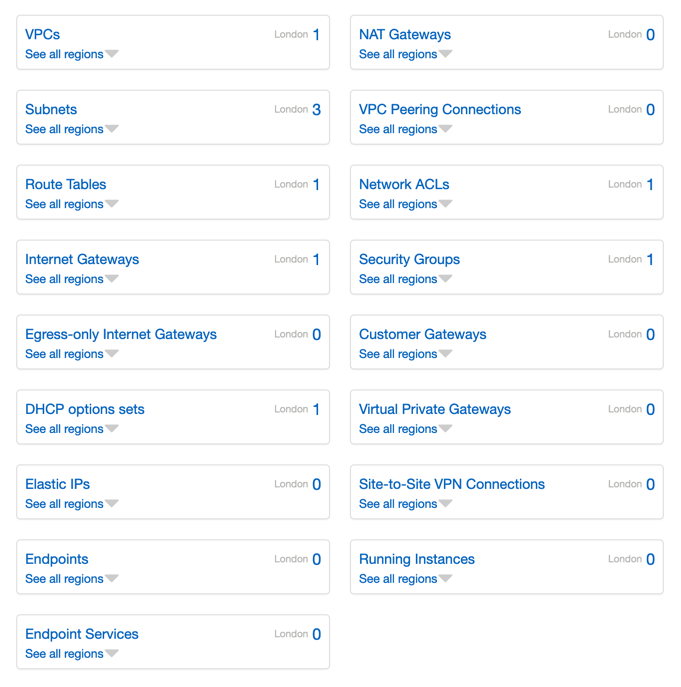 VPCs London 1
See all regions
NAT Gateways London 0
See all regions
Subnets London 3
See all regions
VPC Peering Connections London 0
See all regions
Route Tables London 1
See all regions
Network ACLs London 1
See all regions
Internet Gateways London 1
See all regions
Security Groups London 1
See all regions
Egress-only Internet Gateways London 0
See all regions
Customer Gateways London 0
See all regions
DHCP options sets London 1
See all regions
Virtual Private Gateways London 0
See all regions
Elastic IPs London 0
See all regions
Site-to-Site VPN Connections London 0
See all regions
Endpoints London 0
See all regions
Running Instances London 0
See all regions
Endpoint Services London 0
See all regions